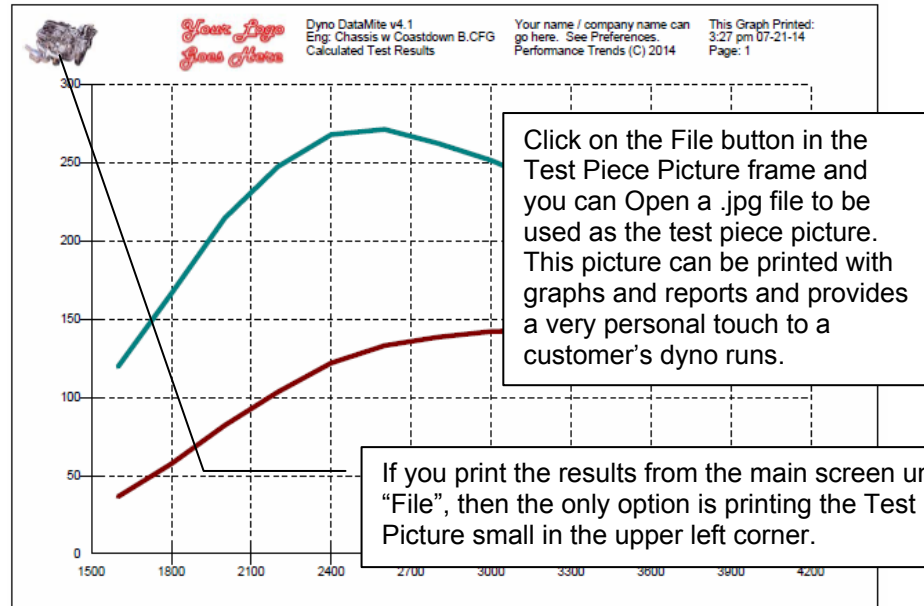 Your Logo
Goes Here
Dyno DataMite v4.1
Eng: Chassis w Coastdown B.CFG
Calculated Test Results
Your name / company name can
go here. See Preferences.
Performance Trends (C) 2014
This Graph Printed:
3:27 pm 07-21-14
Page: 1
300
250
200
150
100
50
0
1500 1800 2100 2400 2700 3000 3300 3600 3900 4200
Click on the File button in the
Test Piece Picture frame and
you can Open a .jpg file to be
used as the test piece picture.
This picture can be printed with
graphs and reports and provides
a very personal touch to a
customer’s dyno runs.
If you print the results from the main screen
“File”, then the only option is printing the Test
Picture small in the upper left corner.